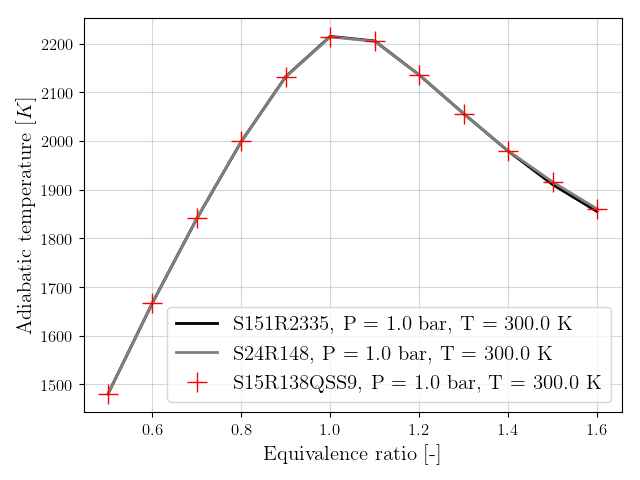 Adiabatic temperature [K]
2200
2100
2000
1900
1800
1700
1600
1500
S151R2335, P = 1.0 bar, T = 300.0 K
S24R148, P = 1.0 bar, T = 300.0 K
S15R138QSS9, P = 1.0 bar, T = 300.0 K
0.6 0.8 1.0 1.2 1.4 1.6
Equivalence ratio [-]